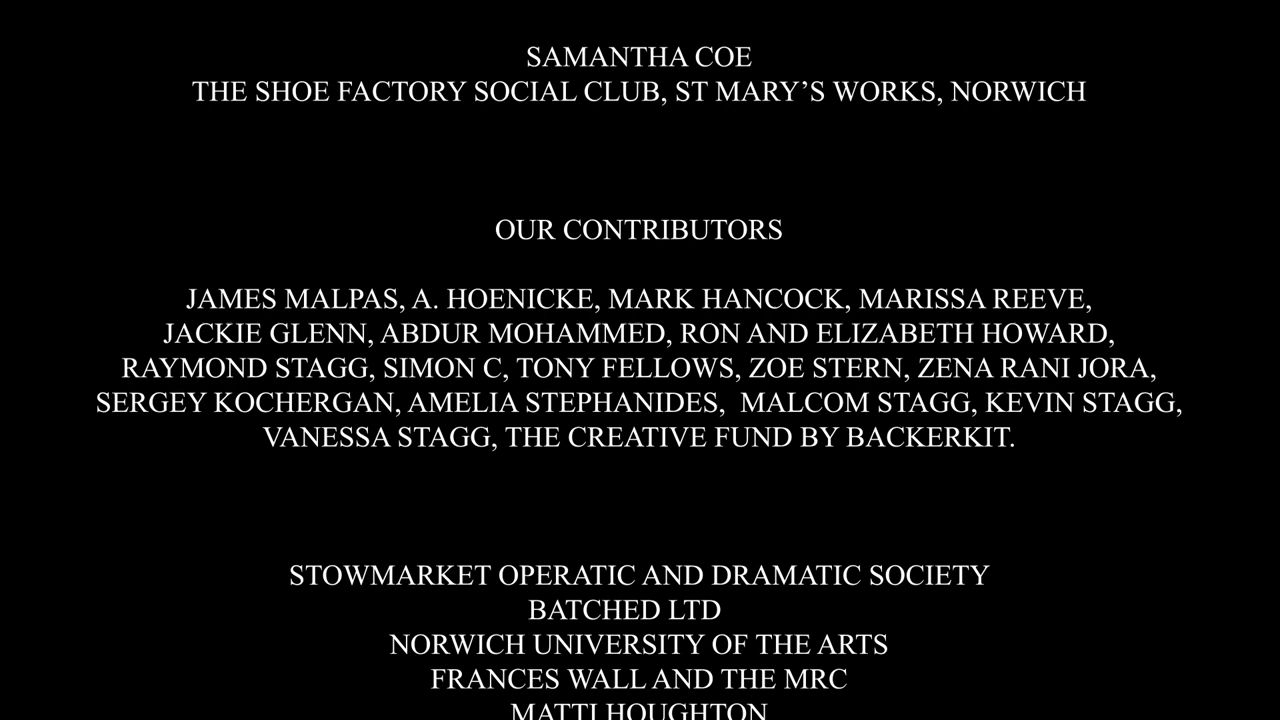 SAMANTHA COE
THE SHOE FACTORY SOCIAL CLUB, ST MARY’S WORKS, NORWICH
OUR CONTRIBUTORS
JAMES MALPAS, A. HOENICKE, MARK HANCOCK, MARISSA REEVE,
JACKIE GLENN, ABDUR MOHAMMED, RON AND ELIZABETH HOWARD,
RAYMOND STAGG, SIMON C, TONY FELLOWS, ZOE STERN, ZENA RANI JORA,
SERGEY KOCHERGAN, AMELIA STEPHANIDES,  MALCOM STAGG, KEVIN STAGG,
VANESSA STAGG, THE CREATIVE FUND BY BACKERKIT.
STOWMARKET OPERATIC AND DRAMATIC SOCIETY
BATCHED LTD
NORWICH UNIVERSITY OF THE ARTS
FRANCES WALL AND THE MRC
MATTI HOUGHTON